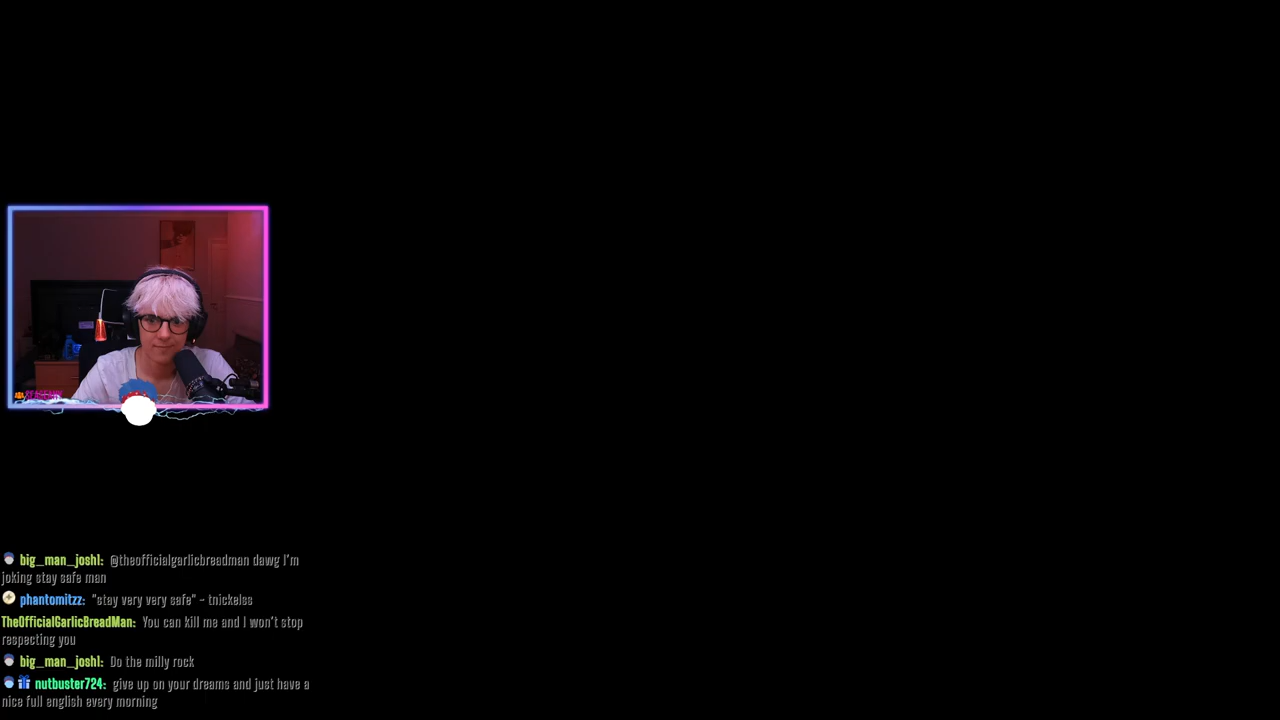 big_man_josh1: @theofficialgarlicbreadman dawg I'm
joking stay safe man
phantomitzz: "stay very very safe" - tnickelss
TheOfficialGarlicBreadMan: You can kill me and I won't stop
respecting you
big_man_josh1: Do the milly rock
nutbuster724: give up on your dreams and just have a
nice full english every morning